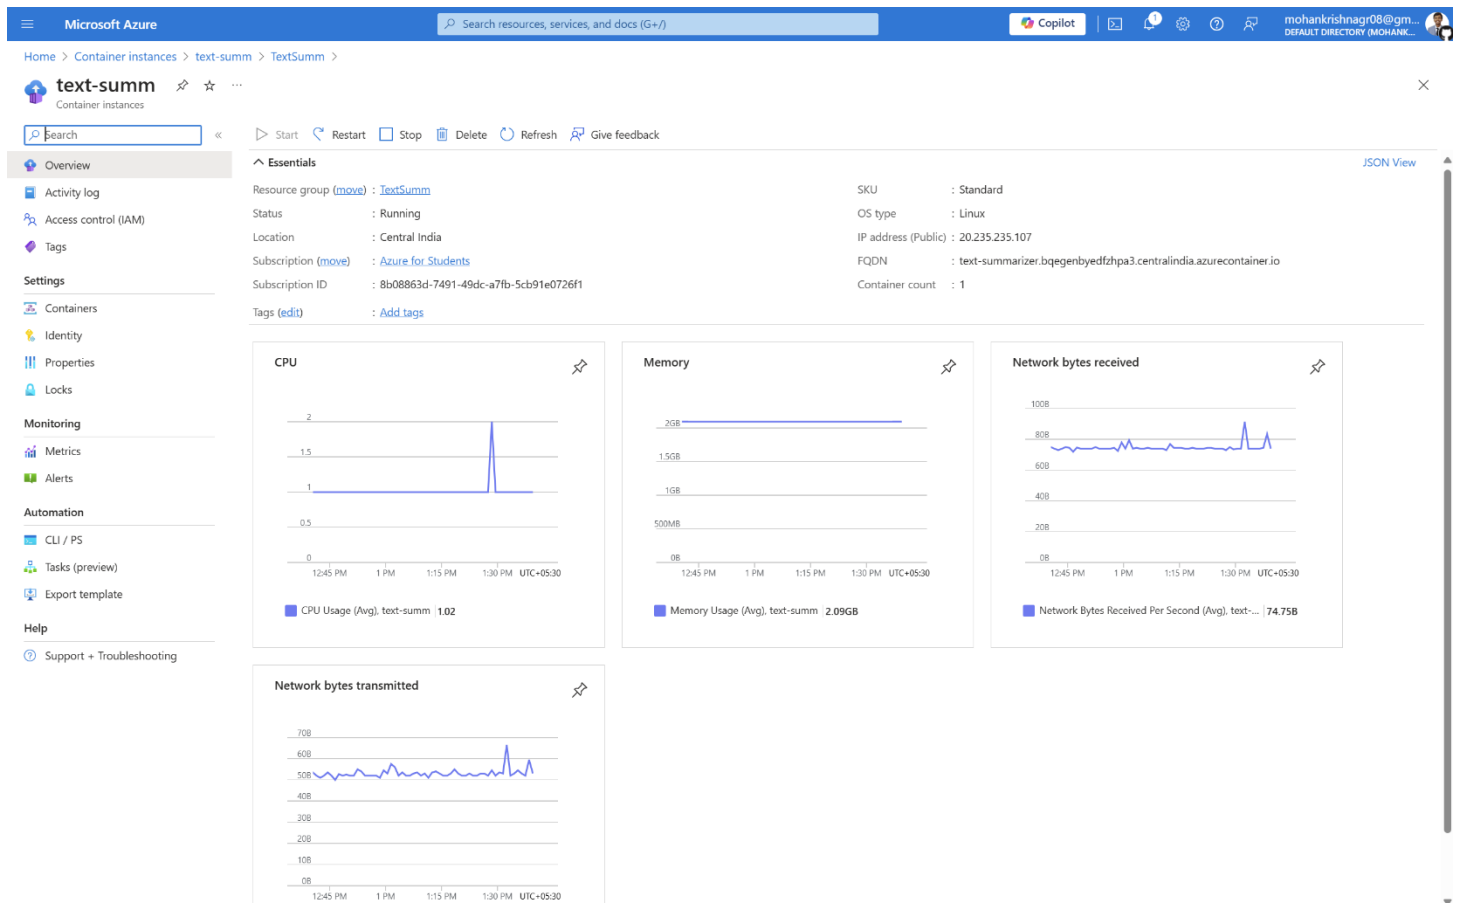 Microsoft Azure
Search resources, services, and docs (G+/)
Copilot
1
mohankrishnagr08@gm...
DEFAULT DIRECTORY (MOHANK...
Home > Container instances > text-summ > TextSumm >
text-summ
Container instances
Search
Start Restart Stop Delete Refresh Give feedback
Overview
Activity log
Access control (IAM)
Tags
Settings
Containers
Identity
Properties
Locks
Monitoring
Metrics
Alerts
Automation
CLI / PS
Tasks (preview)
Export template
Help
Support + Troubleshooting
Essentials
JSON View
Resource group (move) : TextSumm
Status : Running
Location : Central India
Subscription (move) : Azure for Students
Subscription ID : 8b08863d-7491-49dc-a7fb-5cb91e0726f1
Tags (edit) : Add tags
SKU : Standard
OS type : Linux
IP address (Public) : 20.235.235.107
FQDN : text-summarizer.bqegenbyedfzhpa3.centralindia.azurecontainer.io
Container count : 1
CPU
2
1.5
1
0.5
0
12:45 PM 1 PM 1:15 PM 1:30 PM UTC+05:30
CPU Usage (Avg), text-summ 1.02
Memory
2GB
1.5GB
1GB
500MB
0B
12:45 PM 1 PM 1:15 PM 1:30 PM UTC+05:30
Memory Usage (Avg), text-summ 2.09GB
Network bytes received
100B
80B
60B
40B
20B
0B
12:45 PM 1 PM 1:15 PM 1:30 PM UTC+05:30
Network Bytes Received Per Second (Avg), text-... 74.75B
Network bytes transmitted
70B
60B
50B
40B
30B
20B
10B
0B
12:45 PM 1 PM 1:15 PM 1:30 PM UTC+05:30